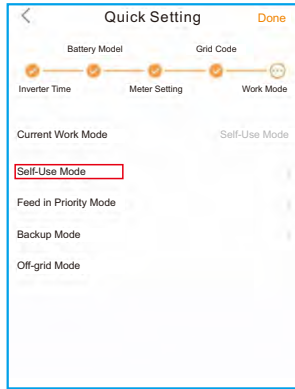 Quick Setting Done
Battery Model Grid Code
Inverter Time Meter Setting Work Mode
Current Work Mode Self-Use Mode
Self-Use Mode
Feed in Priority Mode
Backup Mode
Off-grid Mode